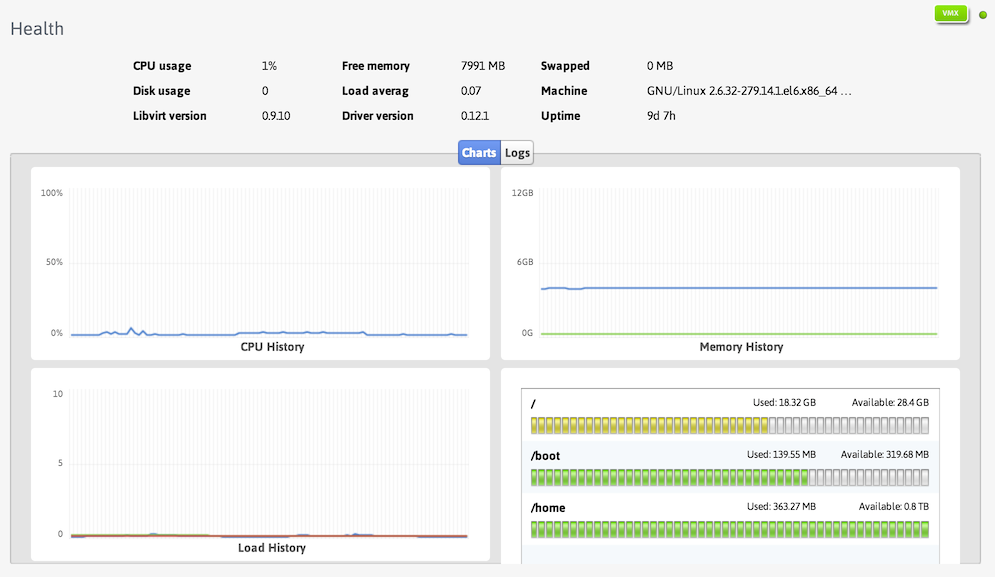 VMX
Health
CPU usage 1% Free memory 7991 MB Swapped 0 MB
Disk usage 0 Load averag 0.07 Machine GNU/Linux 2.6.32-279.14.1.el6.x86_64 ...
Libvirt version 0.9.10 Driver version 0.12.1 Uptime 9d 7h
Charts Logs
100%
50%
0%
CPU History
12GB
6GB
0G
Memory History
10
5
0
Load History
/ Used: 18.32 GB Available: 28.4 GB
/boot Used: 139.55 MB Available: 319.68 MB
/home Used: 363.27 MB Available: 0.8 TB